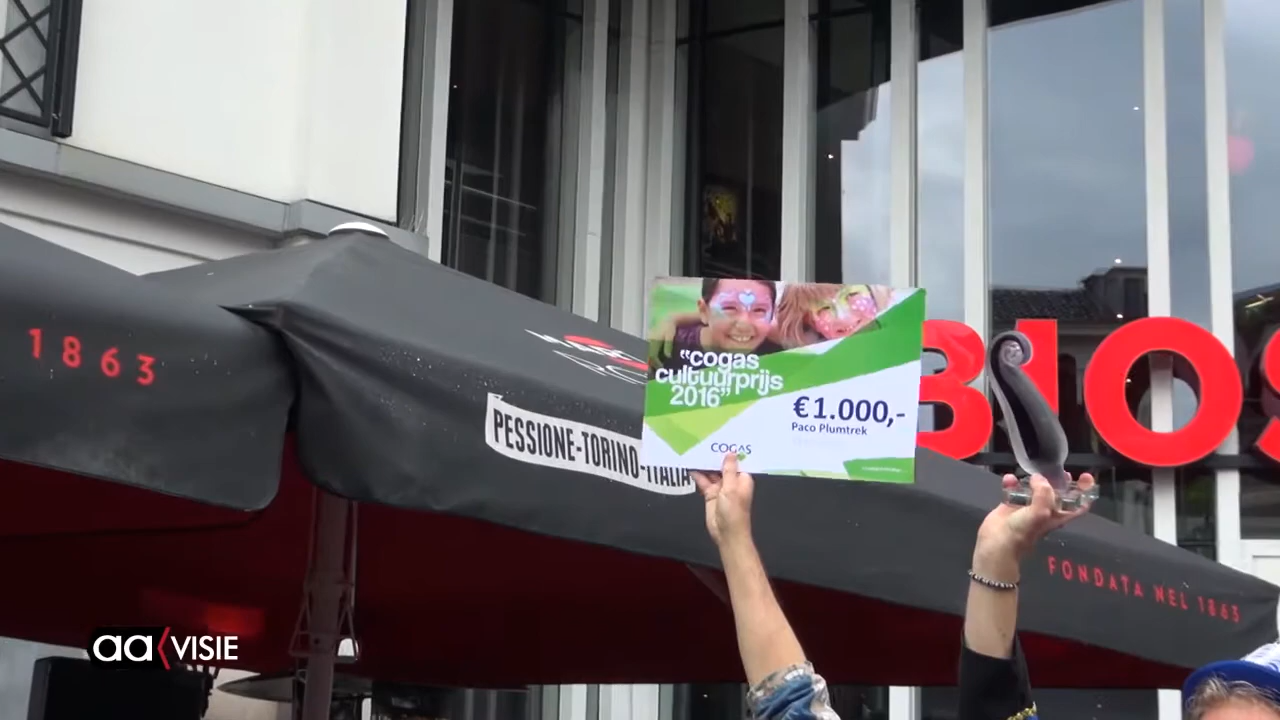 1863
PESSIONE-TORINO-ITALIA
"cogas
cultuurprijs
2016"
€1.000,-
Paco Plumtrek
COGAS
BIOS
FONDATA NEL 1863
aa VISIE